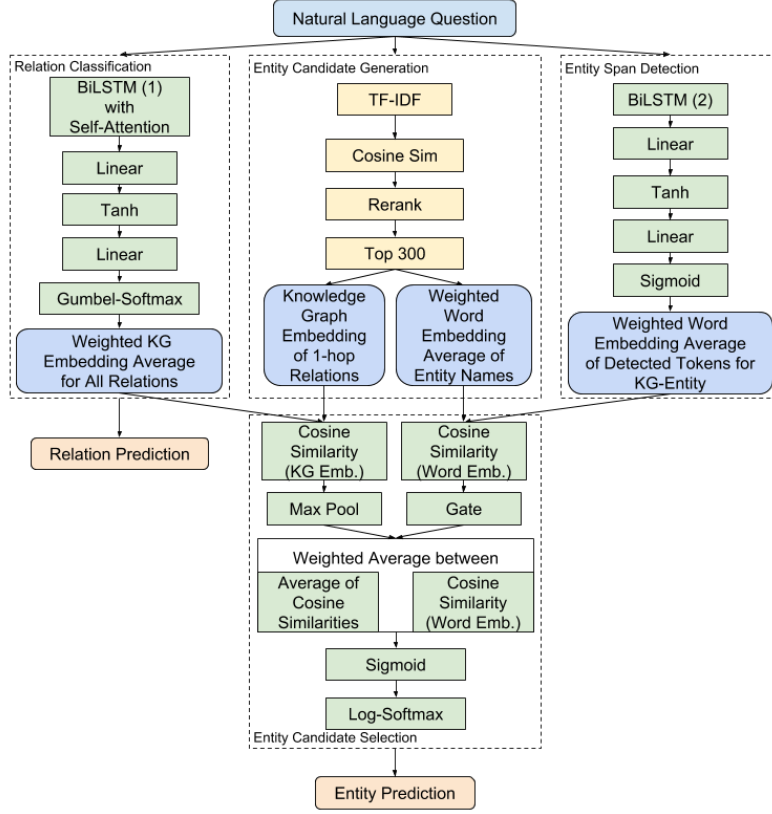 Natural Language Question
Relation Classification
BiLSTM (1)
with
Self-Attention
Linear
Tanh
Linear
Gumbel-Softmax
Weighted KG
Embedding Average
for All Relations
Relation Prediction
Entity Candidate Generation
TF-IDF
Cosine Sim
Rerank
Top 300
Knowledge
Graph
Embedding
of 1-hop
Relations
Weighted
Word
Embedding
Average of
Entity Names
Entity Span Detection
BiLSTM (2)
Linear
Tanh
Linear
Sigmoid
Weighted Word
Embedding Average
of Detected Tokens for
KG-Entity
Cosine
Similarity
(KG Emb.)
Max Pool
Cosine
Similarity
(Word Emb.)
Gate
Weighted Average between
Average of
Cosine
Similarities
Cosine
Similarity
(Word Emb.)
Sigmoid
Log-Softmax
Entity Candidate Selection
Entity Prediction